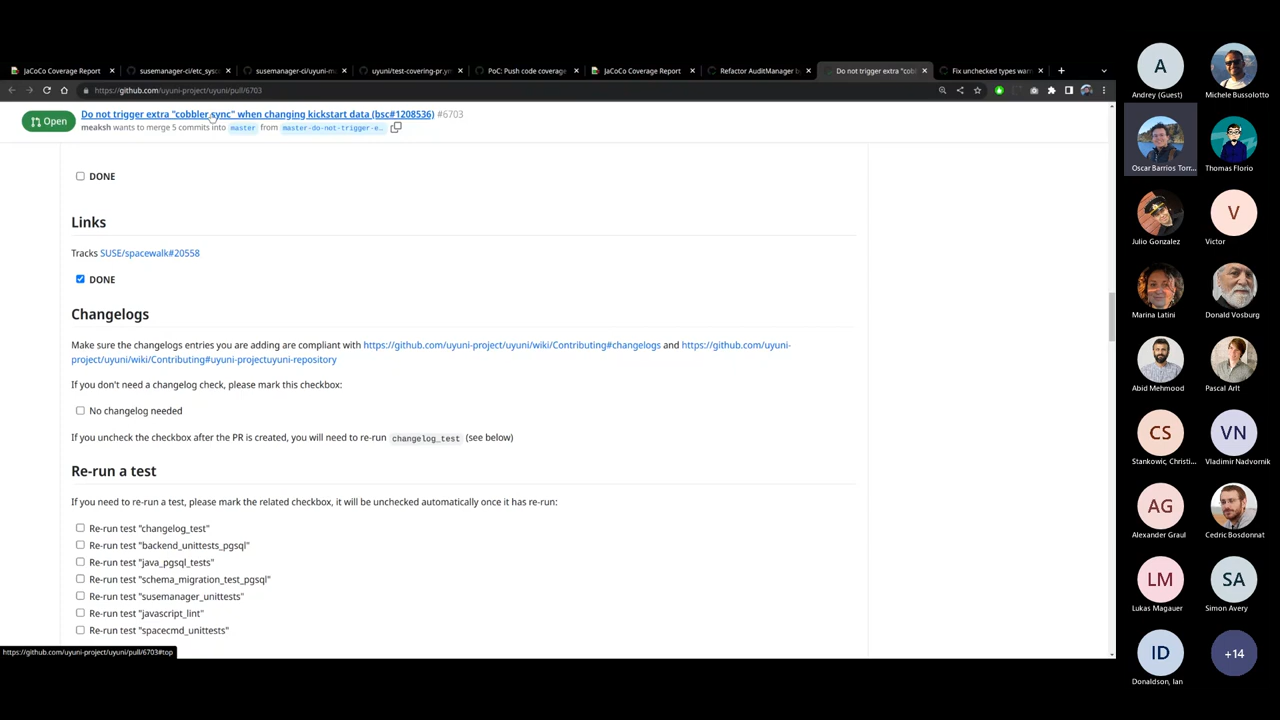 JaCoCo Coverage Report
susemanager-ci/etc_sysc
susemanager-ci/uyuni-m
uyuni/test-covering-pr.ym
PoC: Push code coverage
JaCoCo Coverage Report
Refactor AuditManager b
Do not trigger extra "cobb
Fix unchecked types warn
https://github.com/uyuni-project/uyuni/pull/6703
Open
Do not trigger extra "cobbler sync" when changing kickstart data (bsc#1208536) #6703
meaksh wants to merge 5 commits into master from master-do-not-trigger-e…
DONE
Links
Tracks SUSE/spacewalk#20558
DONE
Changelogs
Make sure the changelogs entries you are adding are compliant with https://github.com/uyuni-project/uyuni/wiki/Contributing#changelogs and https://github.com/uyuni-
project/uyuni/wiki/Contributing#uyuni-projectuyuni-repository
If you don't need a changelog check, please mark this checkbox:
No changelog needed
If you uncheck the checkbox after the PR is created, you will need to re-run changelog_test (see below)
Re-run a test
If you need to re-run a test, please mark the related checkbox, it will be unchecked automatically once it has re-run:
Re-run test "changelog_test"
Re-run test "backend_unittests_pgsql"
Re-run test "java_pgsql_tests"
Re-run test "schema_migration_test_pgsql"
Re-run test "susemanager_unittests"
Re-run test "javascript_lint"
Re-run test "spacecmd_unittests"
https://github.com/uyuni-project/uyuni/pull/6703#top
A
Andrey (Guest)
Michele Bussolotto
Oscar Barrios Torr...
Thomas Florio
Julio Gonzalez
V
Victor
Marina Latini
Donald Vosburg
Abid Mehmood
Pascal Arlt
CS
Stankowic, Christi...
VN
Vladimir Nadvornik
AG
Alexander Graul
Cedric Bosdonnat
LM
Lukas Magauer
SA
Simon Avery
ID
Donaldson, Ian
+14